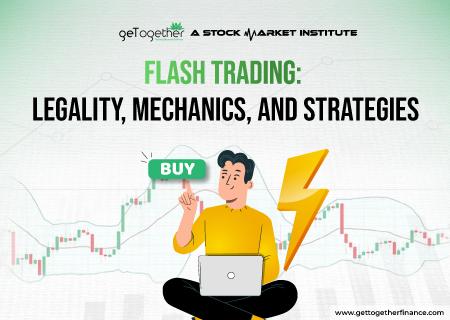 geTogether A STOCK MARKET INSTITUTE
FLASH TRADING:
LEGALITY, MECHANICS, AND STRATEGIES
BUY
www.gettogetherfinance.com